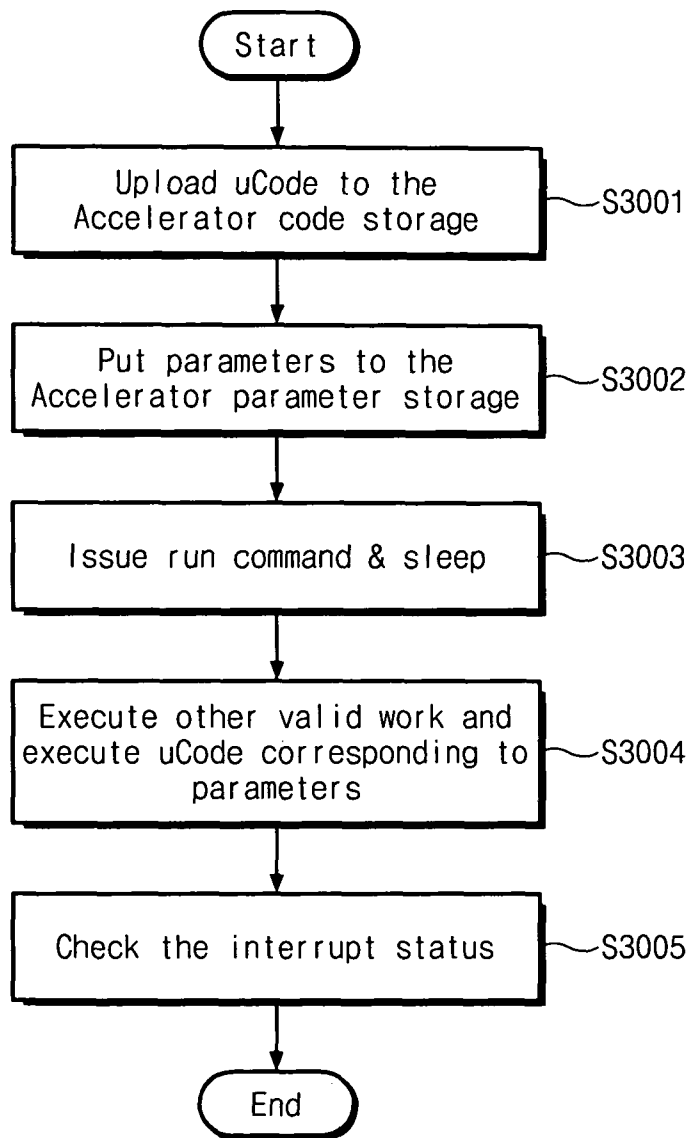 Start
Upload uCode to the
Accelerator code storage
S3001
Put parameters to the
Accelerator parameter storage
S3002
Issue run command & sleep
S3003
Execute other valid work and
execute uCode corresponding to
parameters
S3004
Check the interrupt status
S3005
End